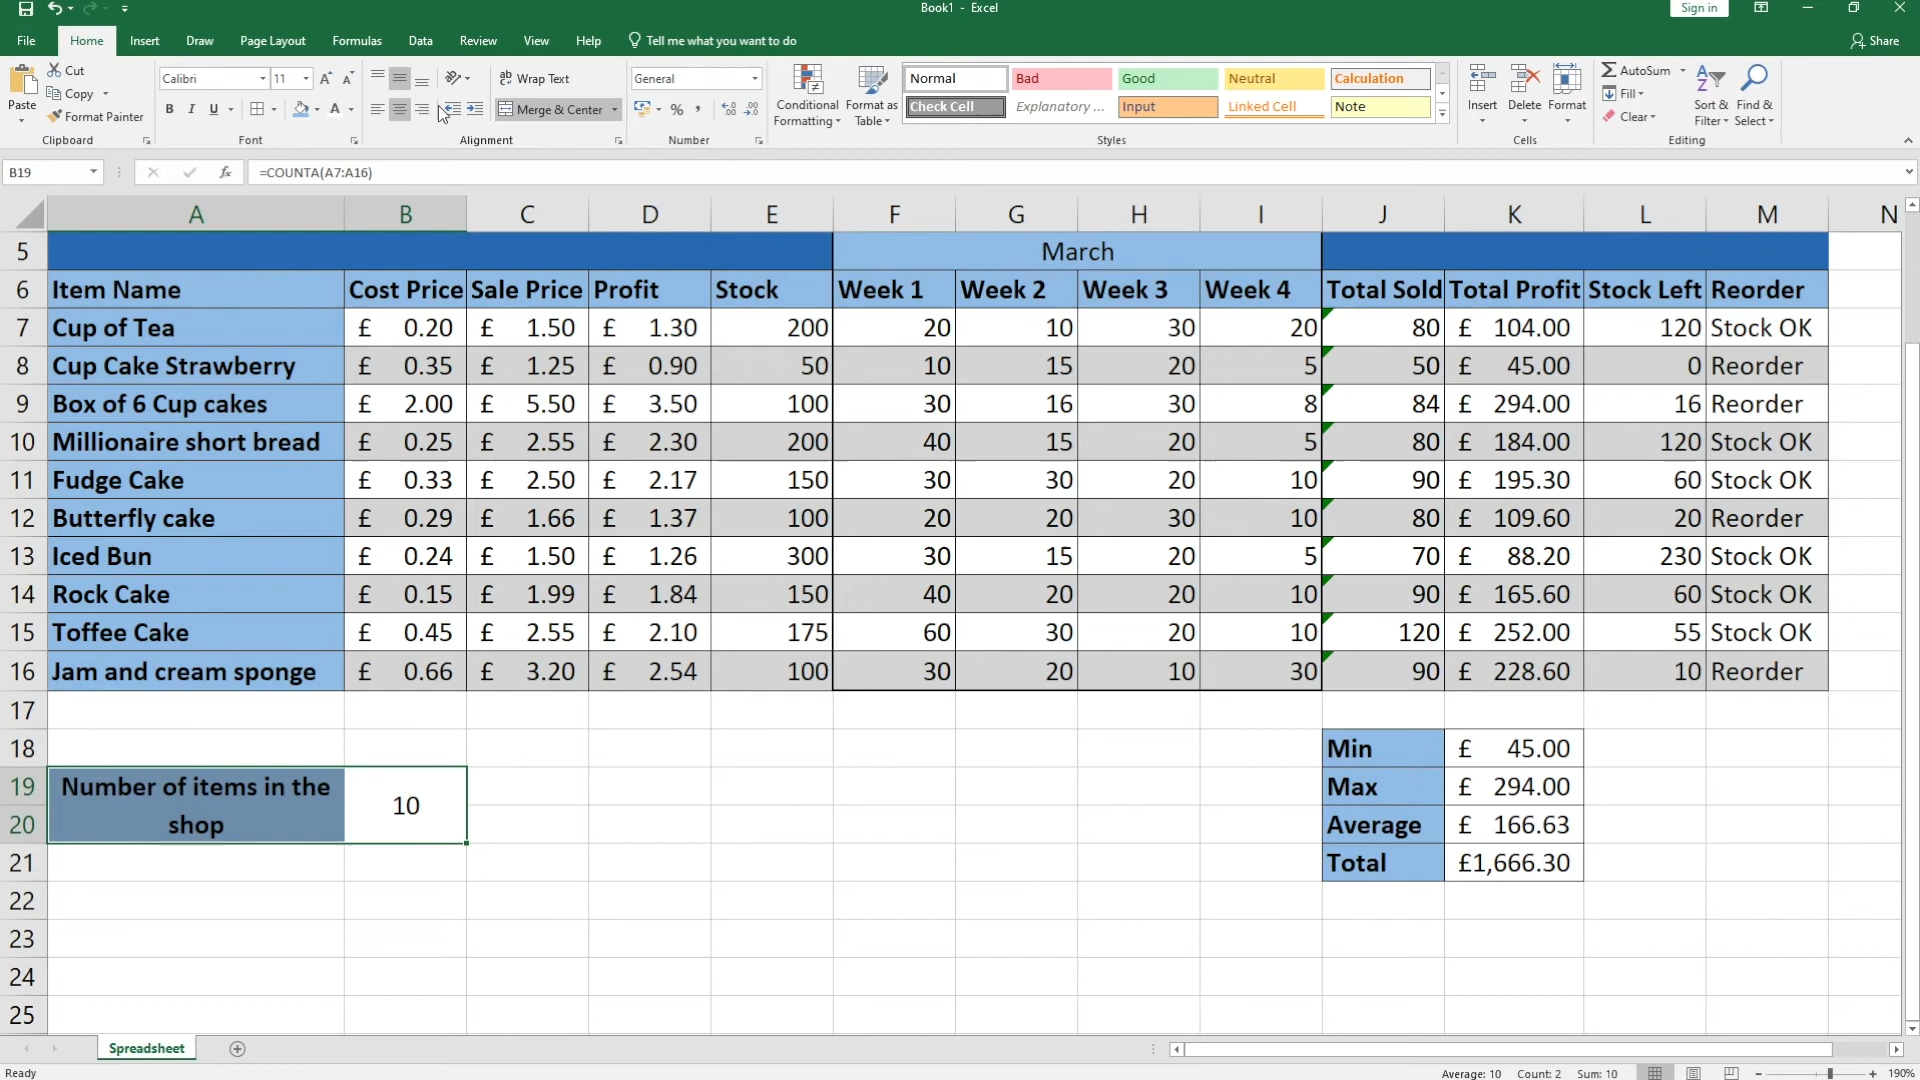 Book1 - Excel Sign in
File Home Insert Draw Page Layout Formulas Data Review View Help Tell me what you want to do Share
Paste Cut Copy Format Painter Clipboard
Calibri 11 A A B I U A Font
ab Wrap Text Merge & Center Alignment
General % , Number
Conditional Formatting Format as Table
Normal Bad Good Neutral Calculation
Check Cell Explanatory ... Input Linked Cell Note
Styles
Insert Delete Format Cells
AutoSum Fill Clear Sort & Filter Find & Select Editing
B19 fx =COUNTA(A7:A16)
A B C D E F G H I J K L M N
5 March
6 Item Name Cost Price Sale Price Profit Stock Week 1 Week 2 Week 3 Week 4 Total Sold Total Profit Stock Left Reorder
7 Cup of Tea £ 0.20 £ 1.50 £ 1.30 200 20 10 30 20 80 £ 104.00 120 Stock OK
8 Cup Cake Strawberry £ 0.35 £ 1.25 £ 0.90 50 10 15 20 5 50 £ 45.00 0 Reorder
9 Box of 6 Cup cakes £ 2.00 £ 5.50 £ 3.50 100 30 16 30 8 84 £ 294.00 16 Reorder
10 Millionaire short bread £ 0.25 £ 2.55 £ 2.30 200 40 15 20 5 80 £ 184.00 120 Stock OK
11 Fudge Cake £ 0.33 £ 2.50 £ 2.17 150 30 30 20 10 90 £ 195.30 60 Stock OK
12 Butterfly cake £ 0.29 £ 1.66 £ 1.37 100 20 20 30 10 80 £ 109.60 20 Reorder
13 Iced Bun £ 0.24 £ 1.50 £ 1.26 300 30 15 20 5 70 £ 88.20 230 Stock OK
14 Rock Cake £ 0.15 £ 1.99 £ 1.84 150 40 20 20 10 90 £ 165.60 60 Stock OK
15 Toffee Cake £ 0.45 £ 2.55 £ 2.10 175 60 30 20 10 120 £ 252.00 55 Stock OK
16 Jam and cream sponge £ 0.66 £ 3.20 £ 2.54 100 30 20 10 30 90 £ 228.60 10 Reorder
17
18 Min £ 45.00
19 Number of items in the 10 Max £ 294.00
20 shop Average £ 166.63
21 Total £1,666.30
22
23
24
25
Spreadsheet
Ready Average: 10 Count: 2 Sum: 10 190%